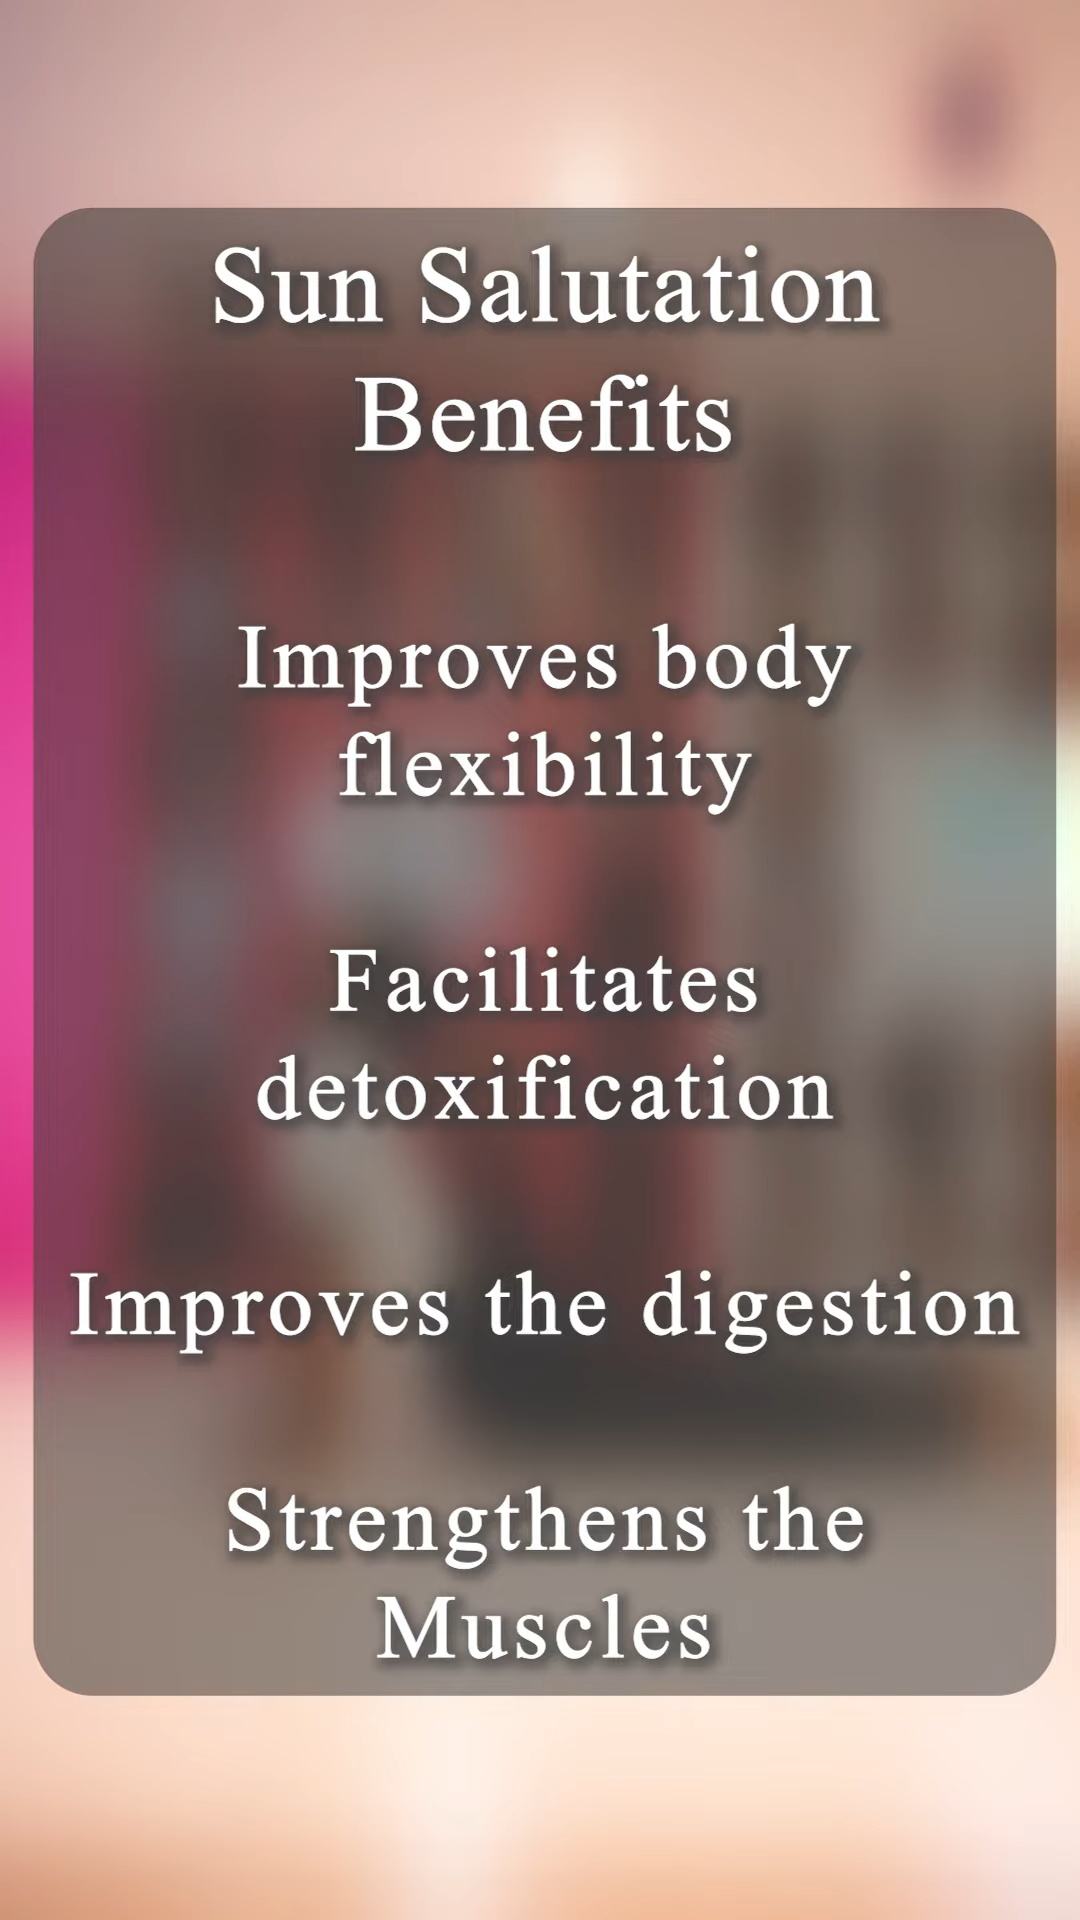 Sun Salutation
Benefits
Improves body
flexibility
Facilitates
detoxification
Improves the digestion
Strengthens the
Muscles